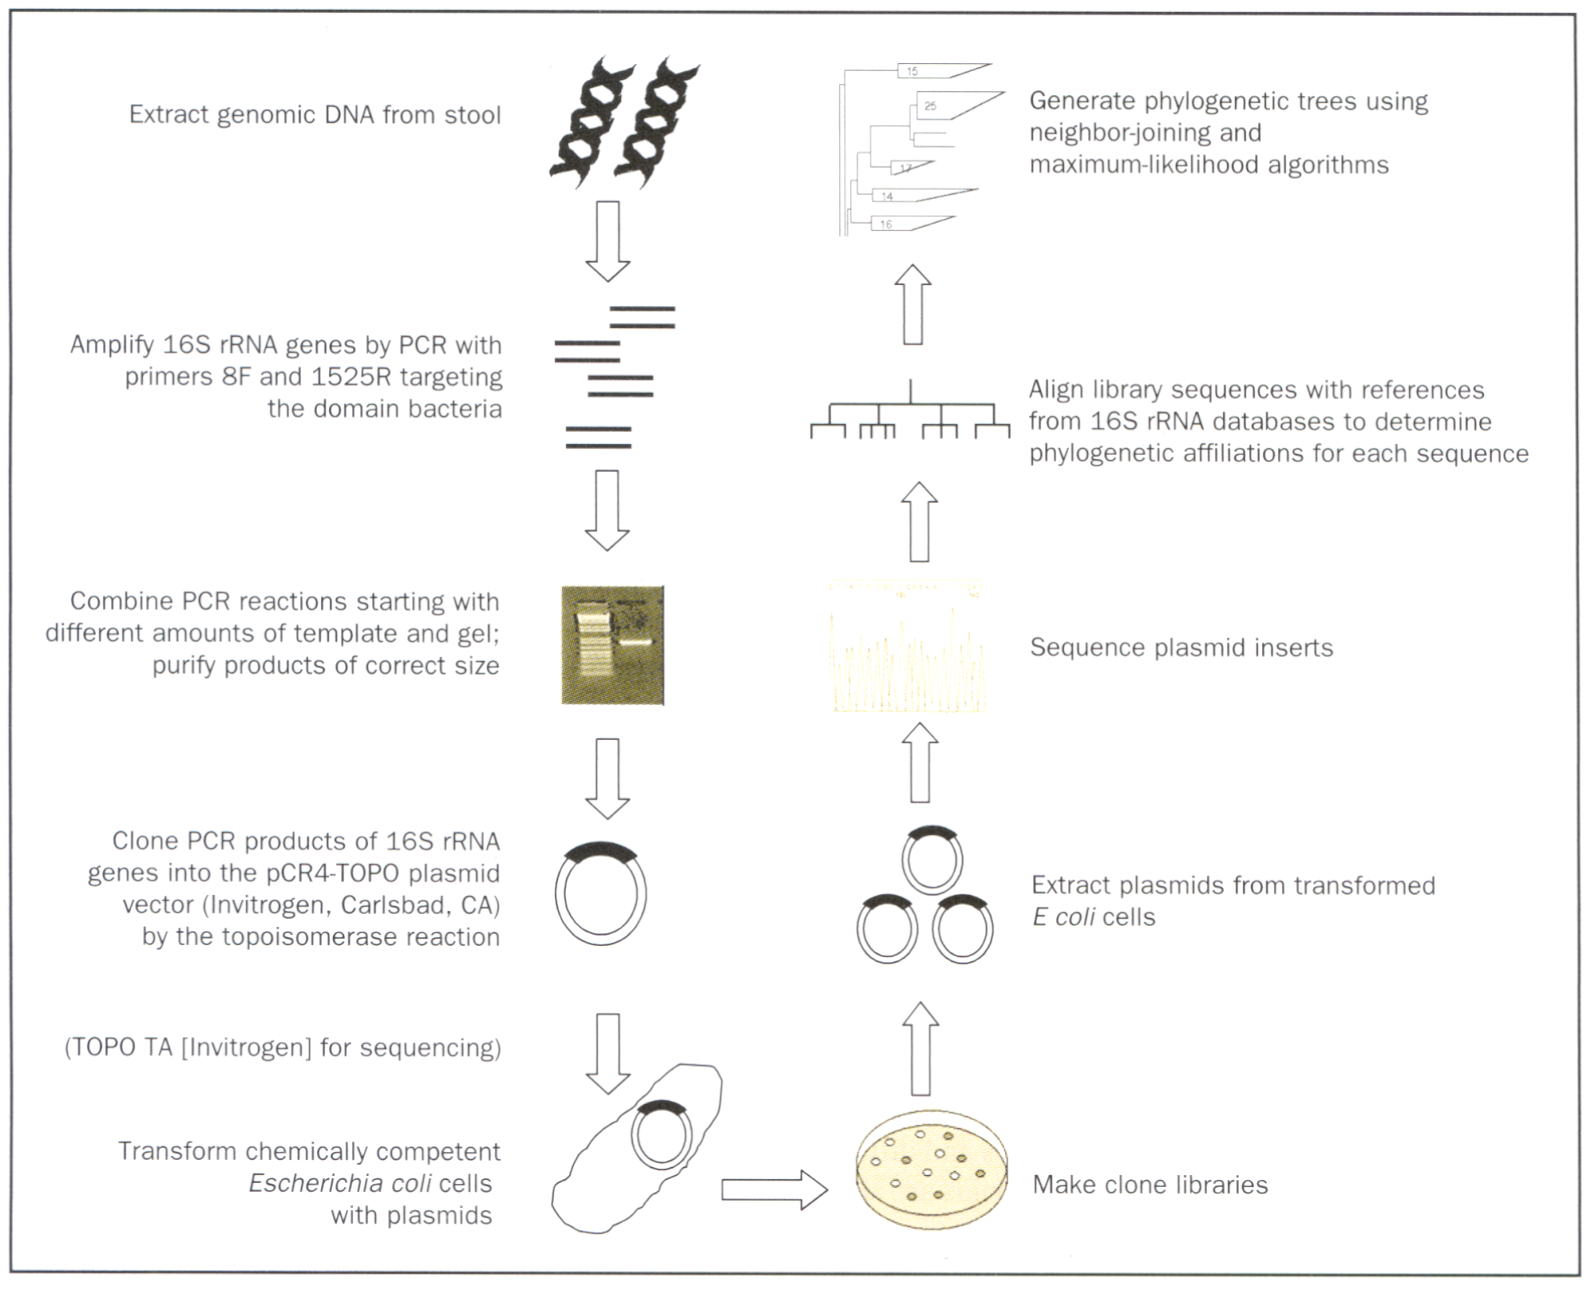 Extract genomic DNA from stool
Amplify 16S rRNA genes by PCR with
primers 8F and 1525R targeting
the domain bacteria
Combine PCR reactions starting with
different amounts of template and gel;
purify products of correct size
Clone PCR products of 16S rRNA
genes into the pCR4-TOPO plasmid
vector (Invitrogen, Carlsbad, CA)
by the topoisomerase reaction
(TOPO TA [Invitrogen] for sequencing)
Transform chemically competent
Escherichia coli cells
with plasmids
Make clone libraries
Extract plasmids from transformed
E coli cells
Sequence plasmid inserts
Align library sequences with references
from 16S rRNA databases to determine
phylogenetic affiliations for each sequence
Generate phylogenetic trees using
neighbor-joining and
maximum-likelihood algorithms
15
25
17
14
16